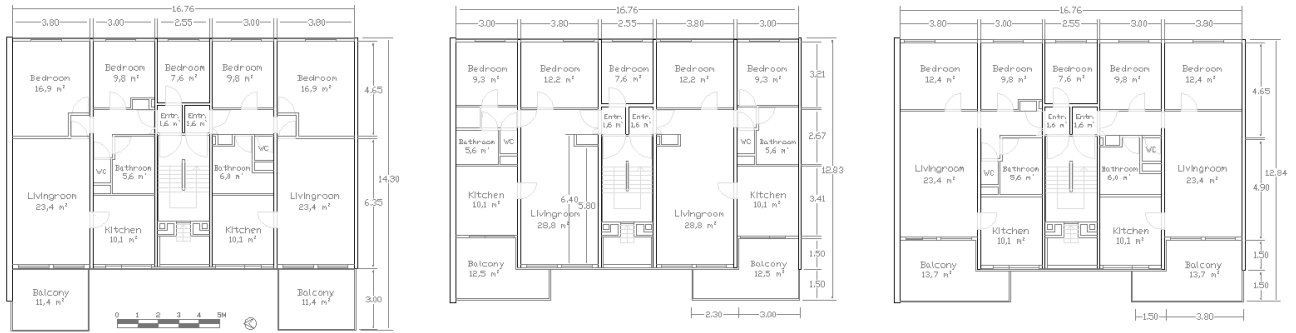 16.76
3.80 3.00 2.55 3.00 3.80
Bedroom
16,9 m²
Bedroom
9,8 m²
Bedroom
7,6 m²
Bedroom
9,8 m²
Bedroom
16,9 m²
4.65
Entr.
1,6 m²
Entr.
1,6 m²
WC
Bathroom
5,6 m²
Bathroom
6,0 m²
WC
14.30
Livingroom
23,4 m²
Livingroom
23,4 m²
6.35
Kitchen
10,1 m²
Kitchen
10,1 m²
Balcony
11,4 m²
Balcony
11,4 m²
3.00
0 1 2 3 4 5M
16.76
3.00 3.80 2.55 3.80 3.00
Bedroom
9,3 m²
Bedroom
12,2 m²
Bedroom
7,6 m²
Bedroom
12,2 m²
Bedroom
9,3 m²
3.21
Entr.
1,6 m²
Entr.
1,6 m²
2.67
Bathroom
5,6 m²
WC
WC
Bathroom
5,6 m²
12.83
Kitchen
10,1 m²
6.40
5.80
Kitchen
10,1 m²
3.41
Livingroom
28,8 m²
Livingroom
28,8 m²
Balcony
12,5 m²
Balcony
12,5 m²
1.50
1.50
2.30 3.00
16.76
3.80 3.00 2.55 3.00 3.80
Bedroom
12,4 m²
Bedroom
9,8 m²
Bedroom
7,6 m²
Bedroom
9,8 m²
Bedroom
12,4 m²
4.65
Entr.
1,6 m²
Entr.
1,6 m²
Livingroom
23,4 m²
WC
Bathroom
5,6 m²
Bathroom
6,0 m²
WC
Livingroom
23,4 m²
12.84
4.90
Kitchen
10,1 m²
Kitchen
10,1 m²
Balcony
13,7 m²
Balcony
13,7 m²
1.50
1.50
1.50 3.80